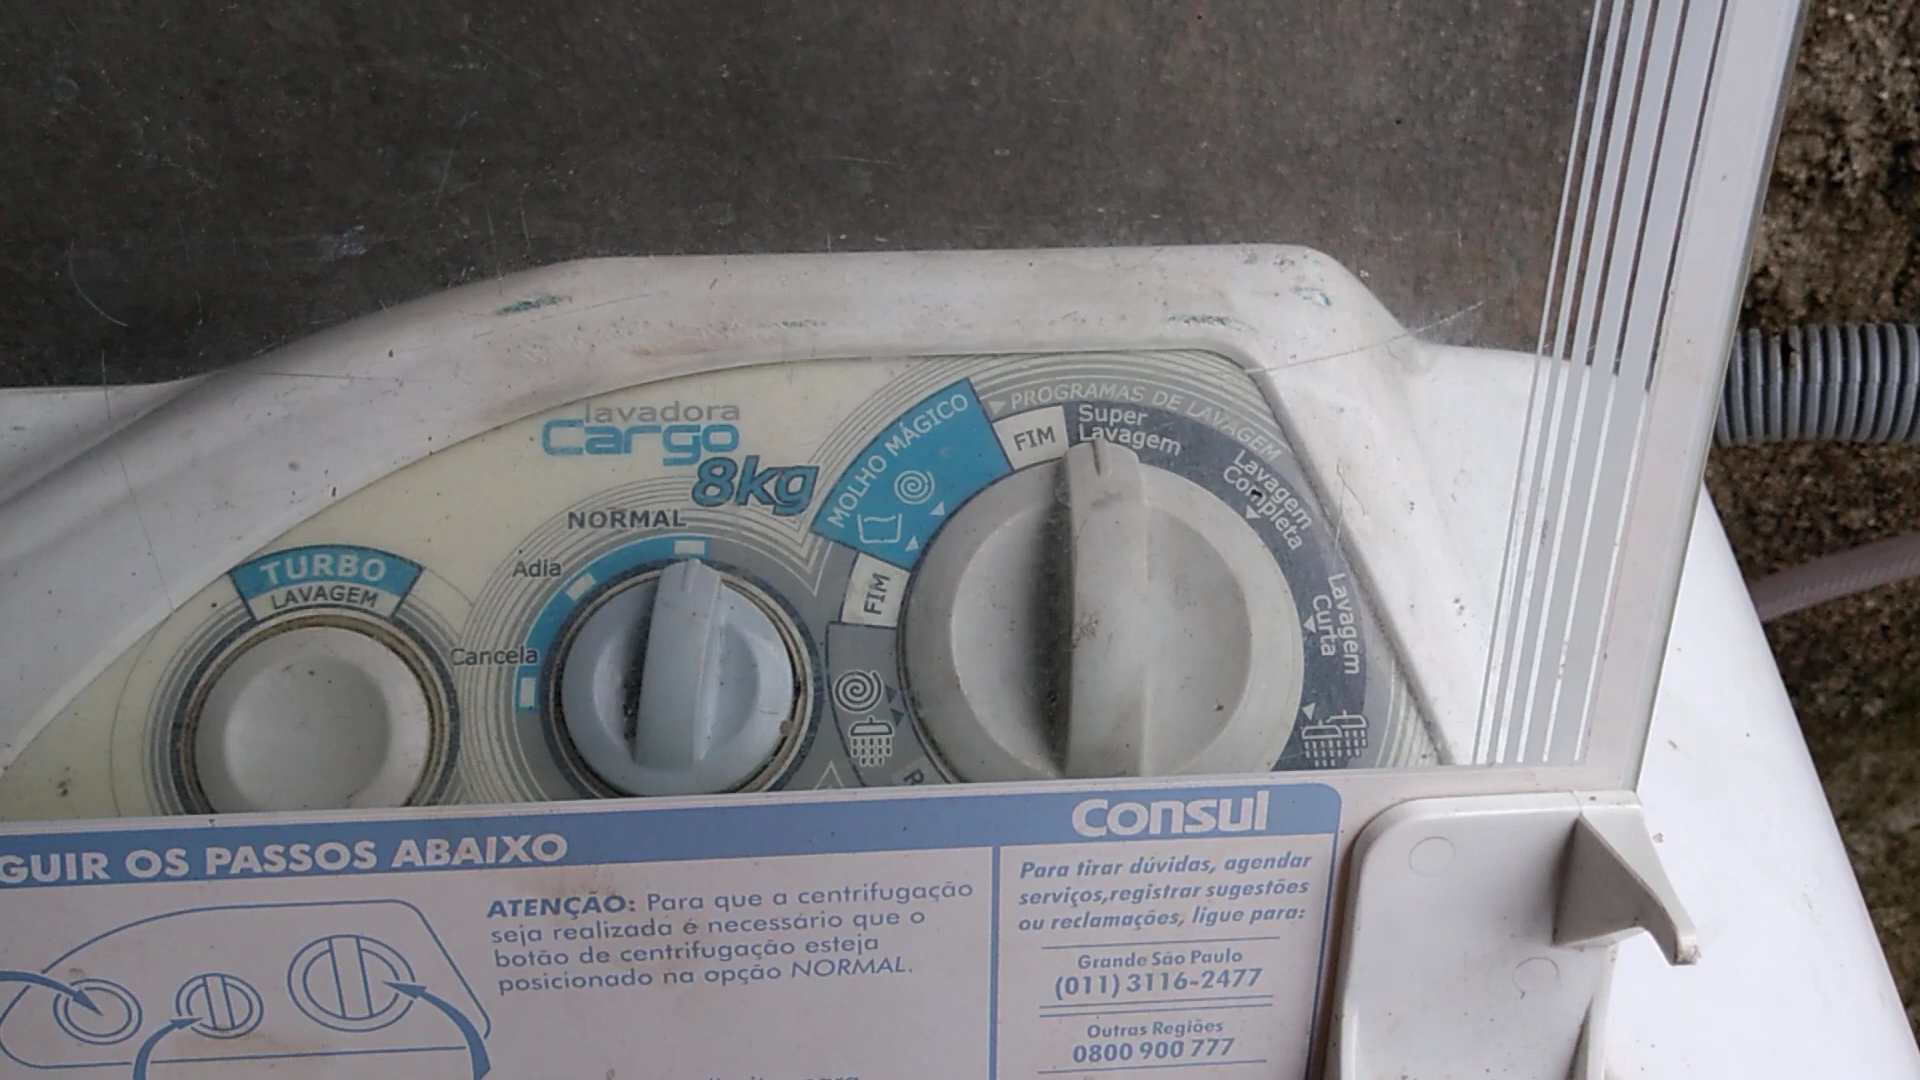 lavadora
Cargo
8kg
NORMAL
Adia
Cancela
TURBO
LAVAGEM
MOLHO MÁGICO
FIM
FIM
PROGRAMAS DE LAVAGEM
Super
Lavagem
Lavagem
Completa
Lavagem
Curta
GUIR OS PASSOS ABAIXO
ATENÇÃO: Para que a centrifugação
seja realizada é necessário que o
botão de centrifugação esteja
posicionado na opção NORMAL.
Consul
Para tirar dúvidas, agendar
serviços,registrar sugestões
ou reclamações, ligue para:
Grande São Paulo
(011) 3116-2477
Outras Regiões
0800 900 777